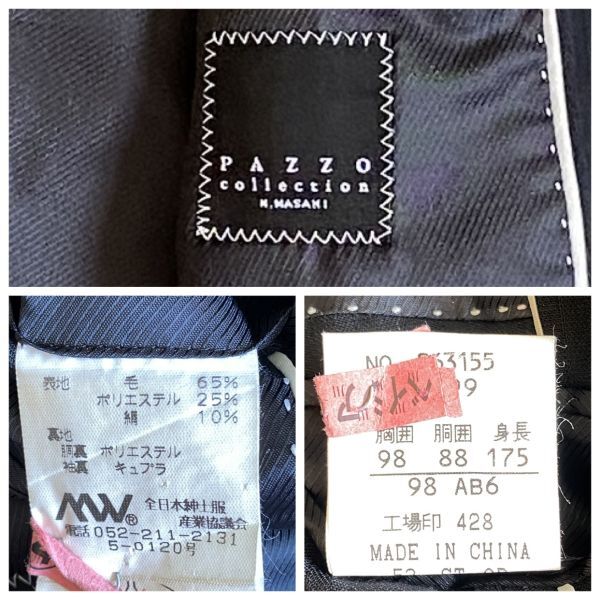 PAZZO
collection
M.MASAKI
表地 毛 65%
ポリエステル 25%
絹 10%
裏地
胴裏 ポリエステル
袖裏 キュプラ
MW® 全日本紳士服
産業協議会
電話 052-211-2131
5-0120号
NO. 63155
胸囲 胴囲 身長
98 88 175
98 AB6
工場印 428
MADE IN CHINA